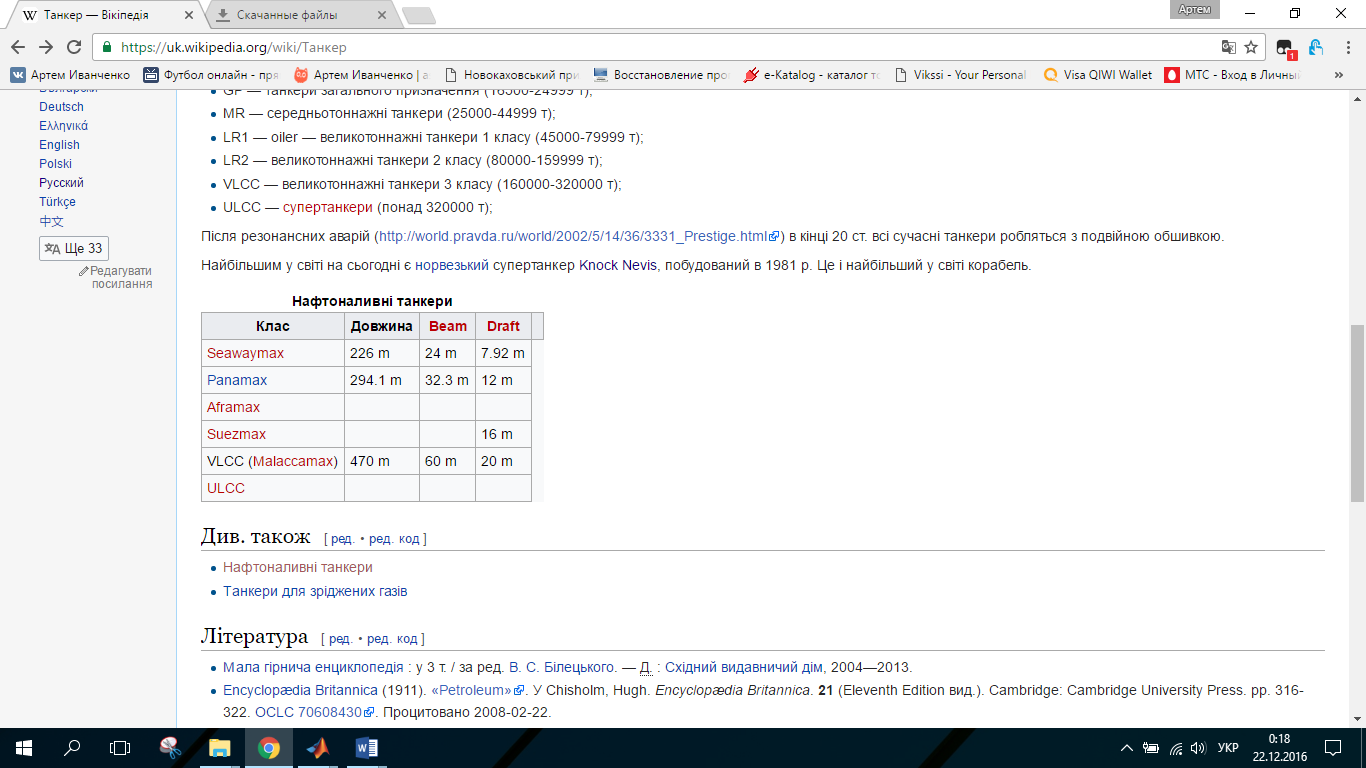 Танкер — Вікіпедія
Скачанные файлы
Артем
https://uk.wikipedia.org/wiki/Танкер
1
Артем Иванченко
Футбол онлайн - пря
Артем Иванченко | a
Новокаховський при
Восстановление про
e-Katalog - каталог то
Vikssi - Your Personal
Visa QIWI Wallet
МТС - Вход в Личный
»
Български
Deutsch
Ελληνικά
English
Polski
Русский
Türkçe
中文
Ще 33
Редагувати
посилання
GP — танкери загального призначення (16500-24999 т);
MR — середньотоннажні танкери (25000-44999 т);
LR1 — oiler — великотоннажні танкери 1 класу (45000-79999 т);
LR2 — великотоннажні танкери 2 класу (80000-159999 т);
VLCC — великотоннажні танкери 3 класу (160000-320000 т);
ULCC — супертанкери (понад 320000 т);
Після резонансних аварій (http://world.pravda.ru/world/2002/5/14/36/3331_Prestige.html) в кінці 20 ст. всі сучасні танкери робляться з подвійною обшивкою.
Найбільшим у світі на сьогодні є норвезький супертанкер Knock Nevis, побудований в 1981 р. Це і найбільший у світі корабель.
Нафтоналивні танкери
Клас Довжина Beam Draft
Seawaymax 226 m 24 m 7.92 m
Panamax 294.1 m 32.3 m 12 m
Aframax
Suezmax 16 m
VLCC (Malaccamax) 470 m 60 m 20 m
ULCC
Див. також [ ред. • ред. код ]
Нафтоналивні танкери
Танкери для зріджених газів
Література [ ред. • ред. код ]
Мала гірнича енциклопедія : у 3 т. / за ред. В. С. Білецького. — Д. : Східний видавничий дім, 2004—2013.
Encyclopædia Britannica (1911). «Petroleum». У Chisholm, Hugh. Encyclopædia Britannica. 21 (Eleventh Edition вид.). Cambridge: Cambridge University Press. pp. 316-
322. OCLC 70608430. Процитовано 2008-02-22.
УКР
0:18
22.12.2016